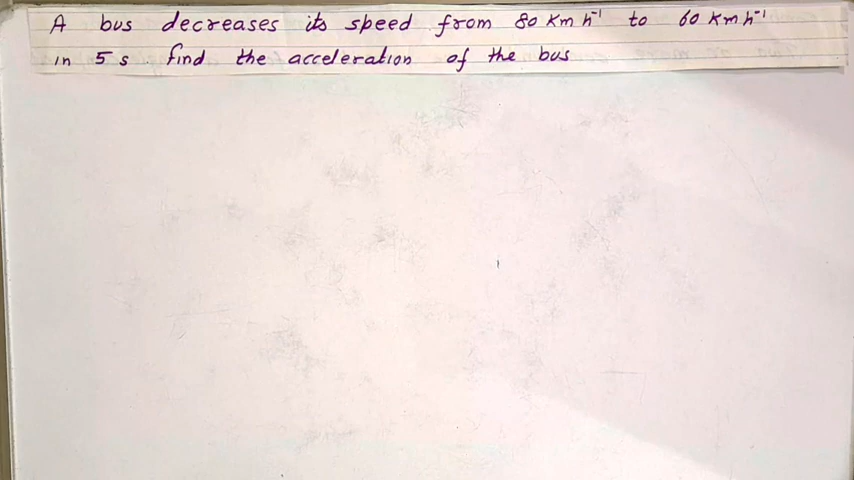 A bus decreases its speed from 80 Km h⁻¹ to 60 Km h⁻¹
in 5 s. find the acceleration of the bus